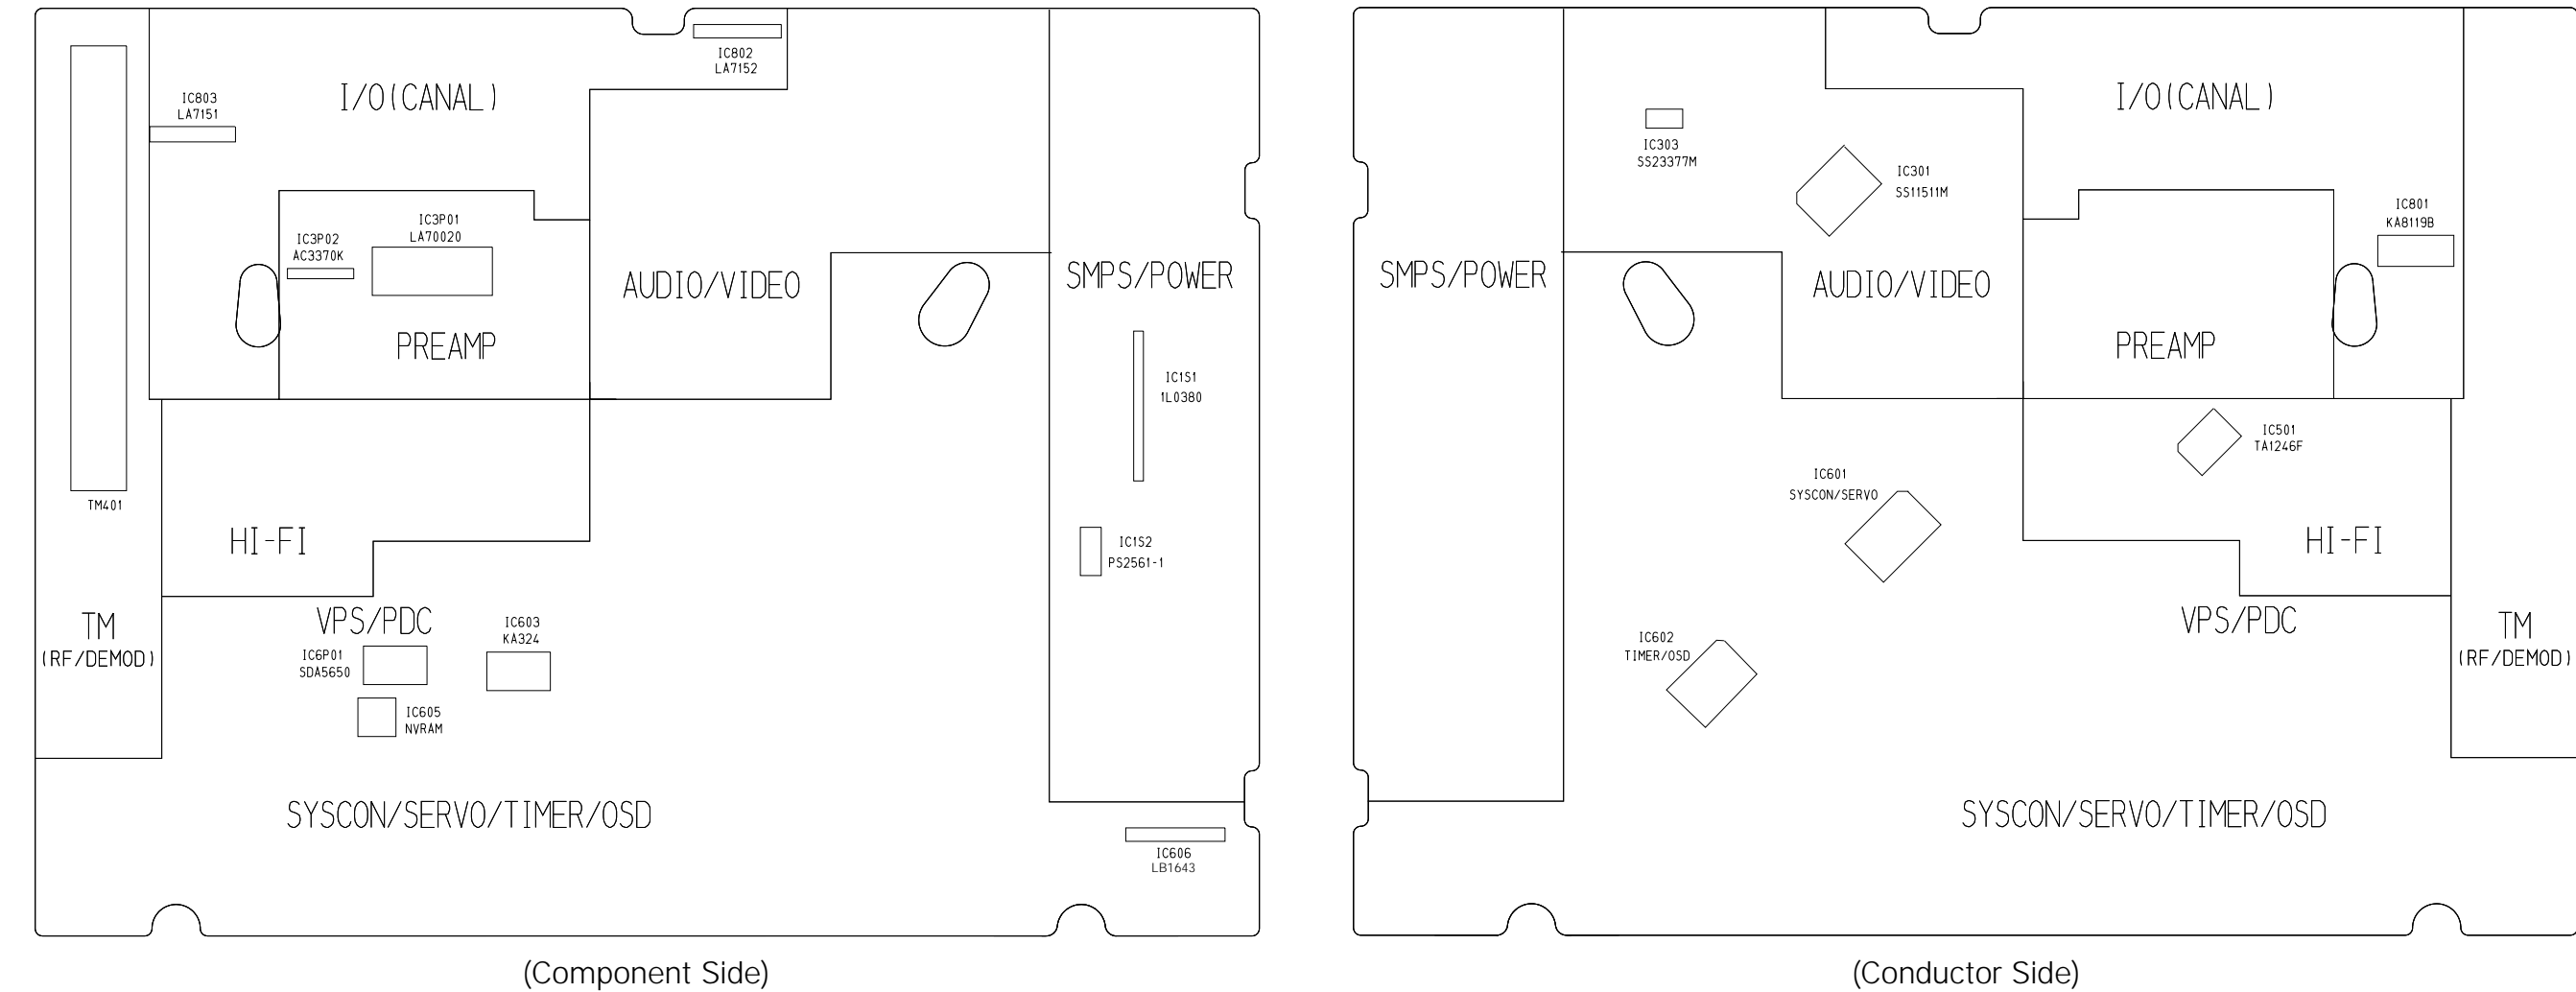 IC802
LA7152
IC803
LA7151
I/O(CANAL)
IC3P01
LA70020
IC3P02
AC3370K
AUDIO/VIDEO
SMPS/POWER
PREAMP
IC1S1
1L0380
TM401
HI-FI
IC1S2
PS2561-1
VPS/PDC
TM
(RF/DEMOD)
IC603
KA324
IC6P01
SDA5650
IC605
NVRAM
SYSCON/SERVO/TIMER/OSD
IC606
LB1643
(Component Side)
I/O(CANAL)
IC303
SS23377M
IC301
SS11511M
IC801
KA8119B
SMPS/POWER
AUDIO/VIDEO
PREAMP
IC501
TA1246F
IC601
SYSCON/SERVO
HI-FI
VPS/PDC
TM
(RF/DEMOD)
IC602
TIMER/OSD
SYSCON/SERVO/TIMER/OSD
(Conductor Side)